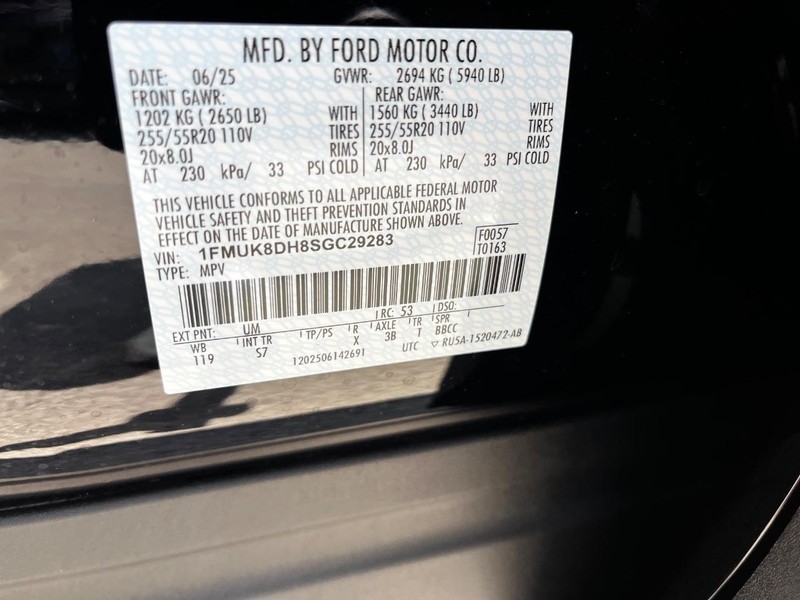 MFD. BY FORD MOTOR CO.
DATE: 06/25 GVWR: 2694 KG ( 5940 LB)
FRONT GAWR: REAR GAWR:
1202 KG ( 2650 LB) WITH 1560 KG ( 3440 LB) WITH
255/55R20 110V TIRES 255/55R20 110V TIRES
20x8.0J RIMS 20x8.0J RIMS
AT 230 kPa/ 33 PSI COLD AT 230 kPa/ 33 PSI COLD
THIS VEHICLE CONFORMS TO ALL APPLICABLE FEDERAL MOTOR
VEHICLE SAFETY AND THEFT PREVENTION STANDARDS IN
EFFECT ON THE DATE OF MANUFACTURE SHOWN ABOVE.
VIN: 1FMUK8DH8SGC29283 F0057
TYPE: MPV T0163
EXT PNT: UM RC: 53 DSO:
WB INT TR TP/PS R AXLE TR SPR
119 S7 X 3B T BBCC
1202506142691 UTC ▽ RU5A-1520472-AB